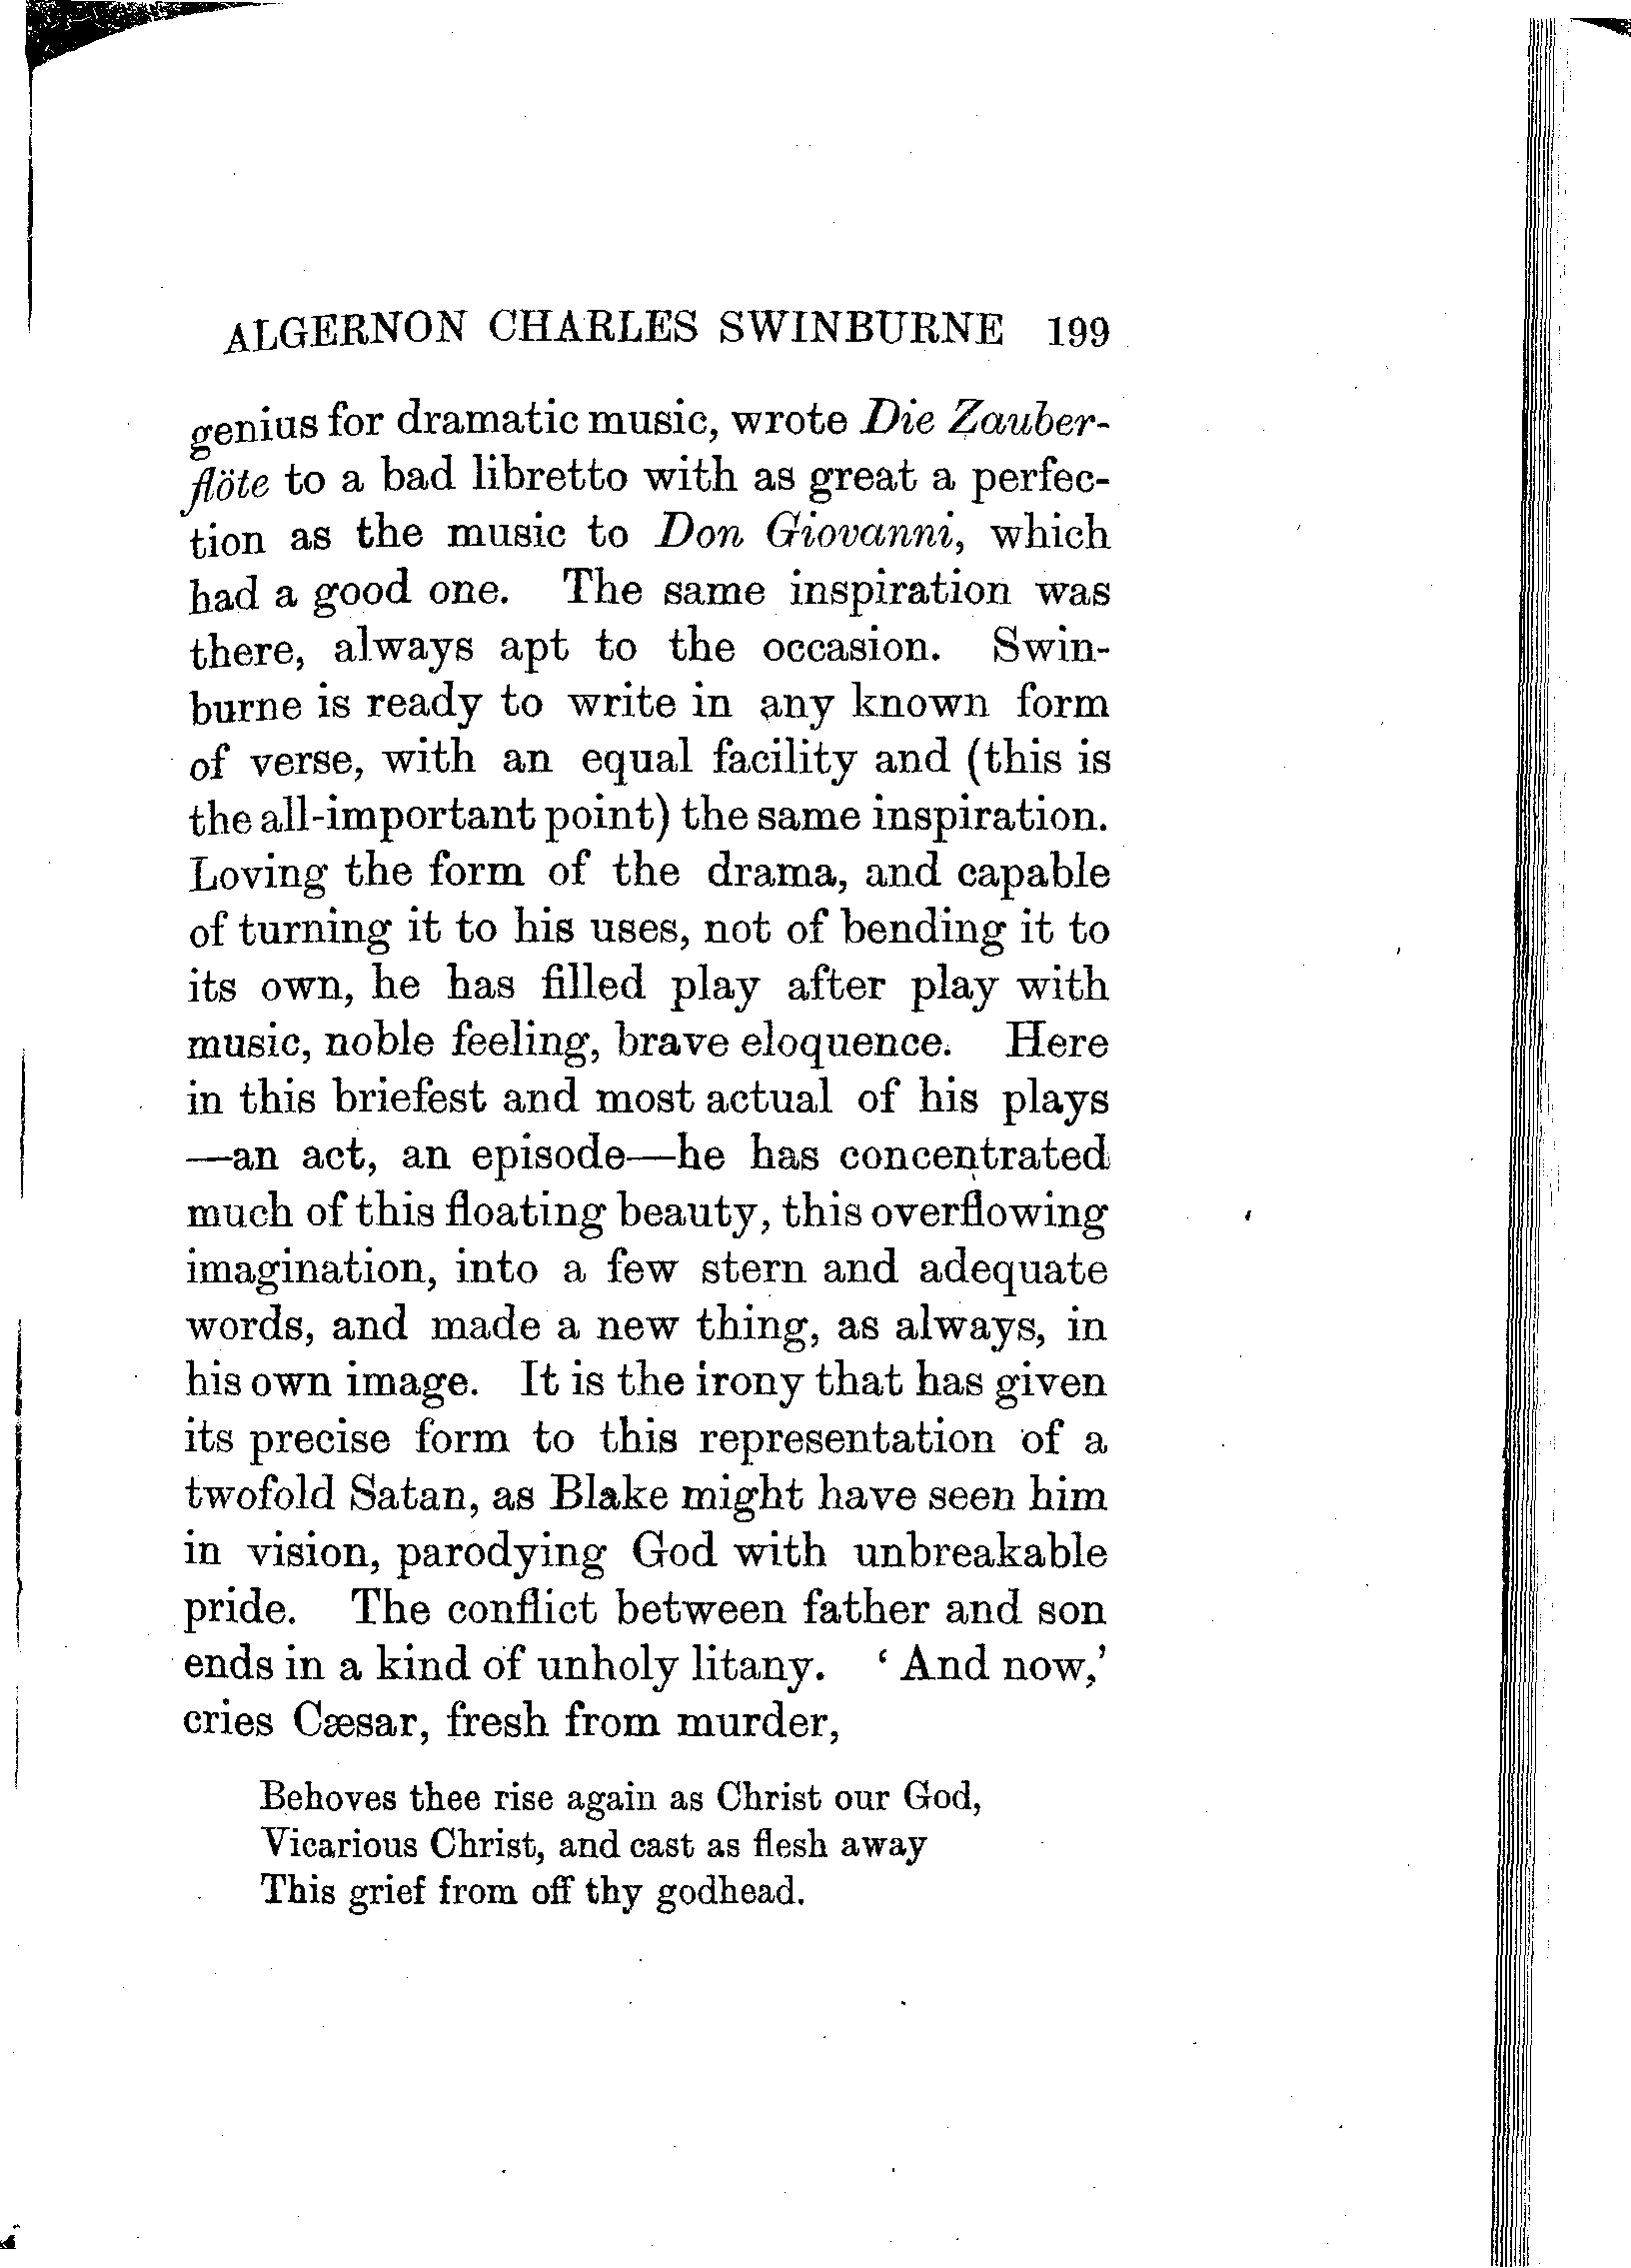 ALGERNON CHARLES SWINBURNE 199
genius for dramatic music, wrote Die Zauber-
flöte to a bad libretto with as great a perfec-
tion as the music to Don Giovanni, which
had a good one. The same inspiration was
there, always apt to the occasion. Swin-
burne is ready to write in any known form
of verse, with an equal facility and (this is
the all-important point) the same inspiration.
Loving the form of the drama, and capable
of turning it to his uses, not of bending it to
its own, he has filled play after play with
music, noble feeling, brave eloquence. Here
in this briefest and most actual of his plays
—an act, an episode—he has concentrated
much of this floating beauty, this overflowing
imagination, into a few stern and adequate
words, and made a new thing, as always, in
his own image. It is the irony that has given
its precise form to this representation of a
twofold Satan, as Blake might have seen him
in vision, parodying God with unbreakable
pride. The conflict between father and son
ends in a kind of unholy litany. ‘And now,’
cries Cæsar, fresh from murder,
Behoves thee rise again as Christ our God,
Vicarious Christ, and cast as flesh away
This grief from off thy godhead.